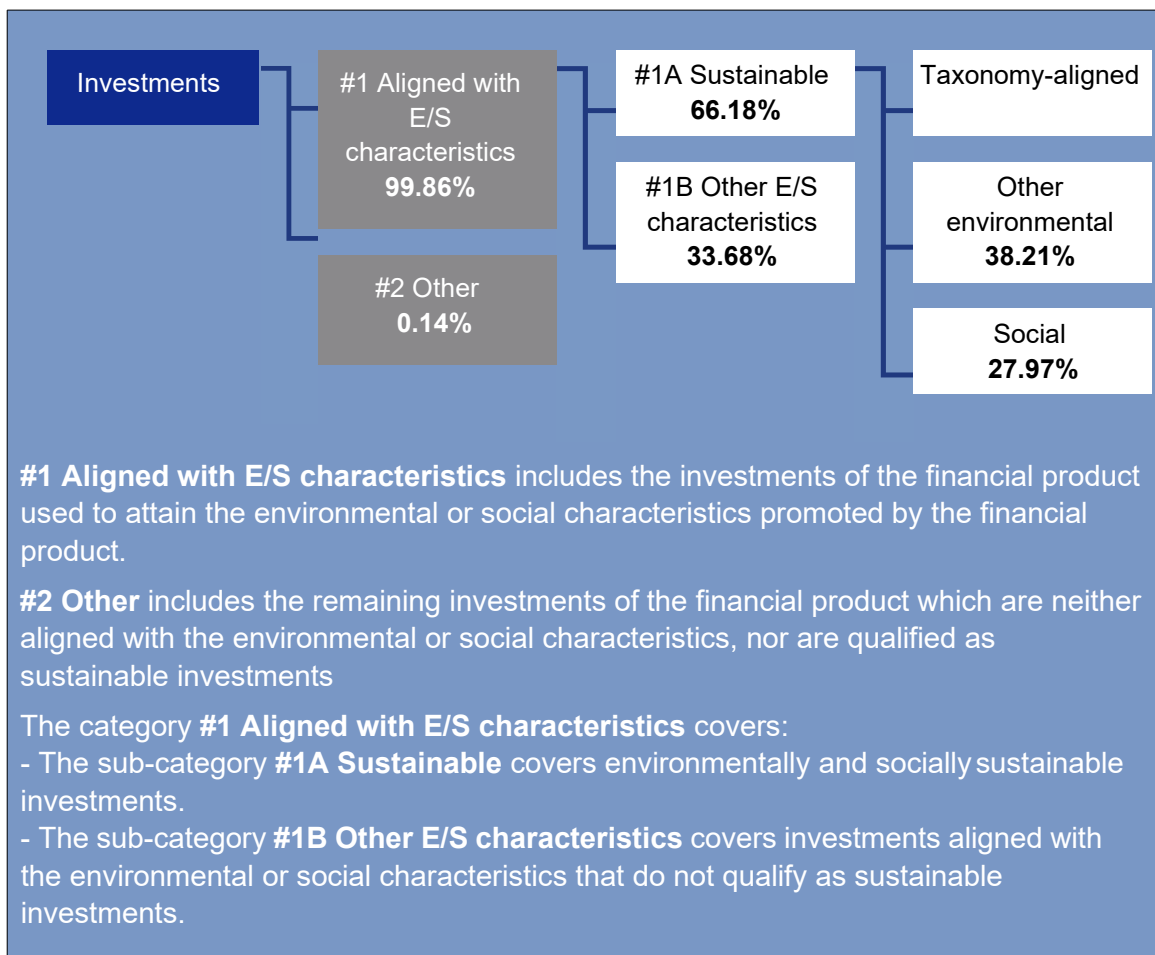 Investments
#1 Aligned with
E/S
characteristics
99.86%
#2 Other
0.14%
#1A Sustainable
66.18%
#1B Other E/S
characteristics
33.68%
Taxonomy-aligned
Other
environmental
38.21%
Social
27.97%
#1 Aligned with E/S characteristics includes the investments of the financial product
used to attain the environmental or social characteristics promoted by the financial
product.
#2 Other includes the remaining investments of the financial product which are neither
aligned with the environmental or social characteristics, nor are qualified as
sustainable investments
The category #1 Aligned with E/S characteristics covers:
- The sub-category #1A Sustainable covers environmentally and socially sustainable
investments.
- The sub-category #1B Other E/S characteristics covers investments aligned with
the environmental or social characteristics that do not qualify as sustainable
investments.